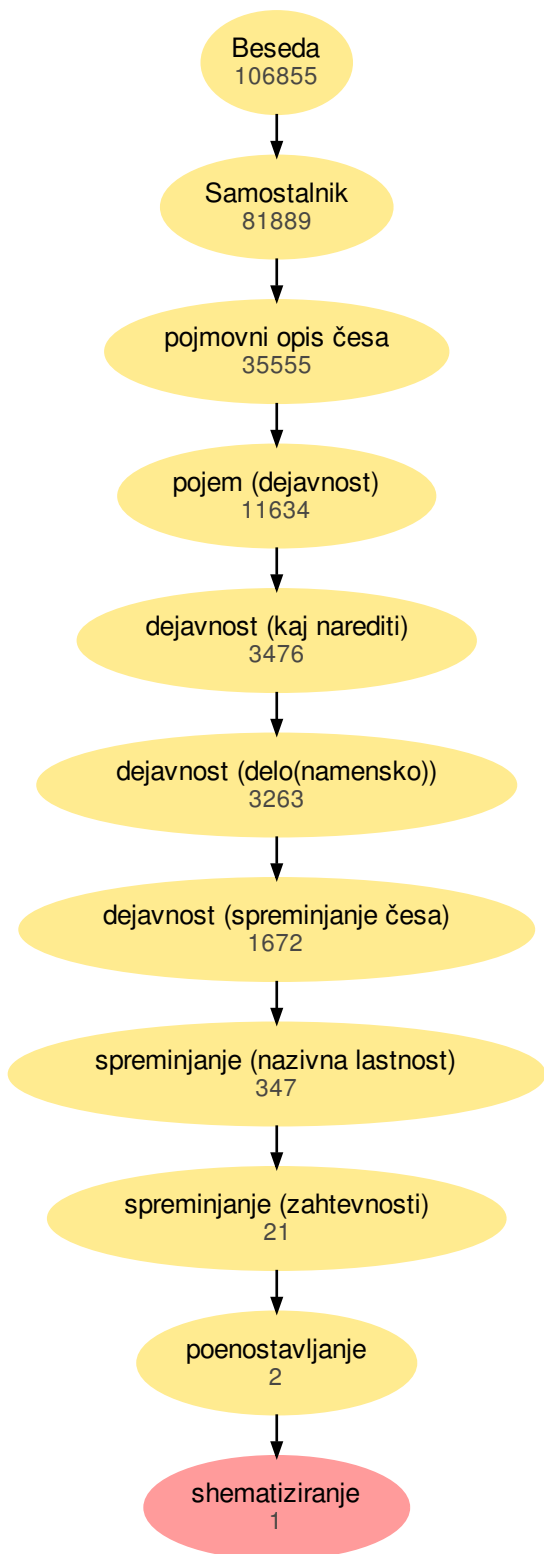 Beseda
106855
Samostalnik
81889
pojmovni opis česa
35555
pojem (dejavnost)
11634
dejavnost (kaj narediti)
3476
dejavnost (delo(namensko))
3263
dejavnost (spreminjanje česa)
1672
spreminjanje (nazivna lastnost)
347
spreminjanje (zahtevnosti)
21
poenostavljanje
2
shematiziranje
1